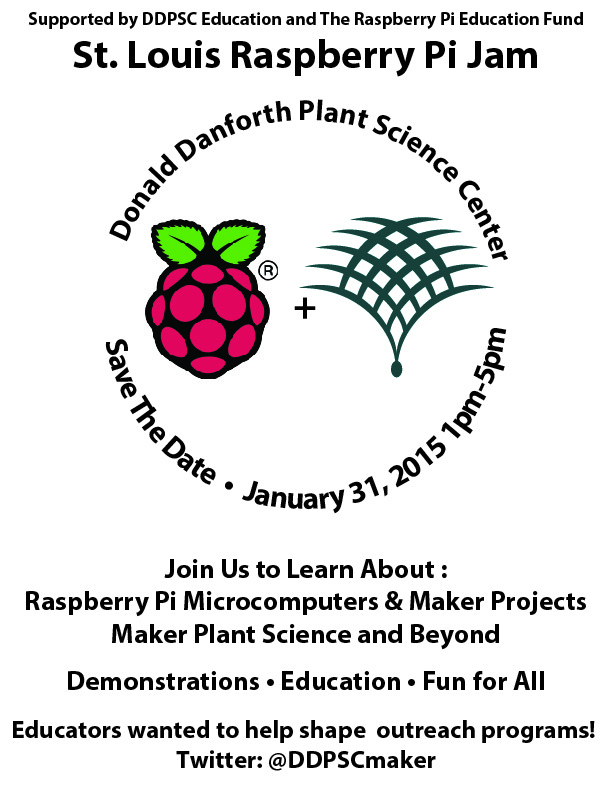 Supported by DDPSC Education and The Raspberry Pi Education Fund
St. Louis Raspberry Pi Jam
Donald Danforth Plant Science Center
®
+
Save The Date • January 31, 2015 1pm-5pm
Join Us to Learn About :
Raspberry Pi Microcomputers & Maker Projects
Maker Plant Science and Beyond
Demonstrations • Education • Fun for All
Educators wanted to help shape  outreach programs!
Twitter: @DDPSCmaker